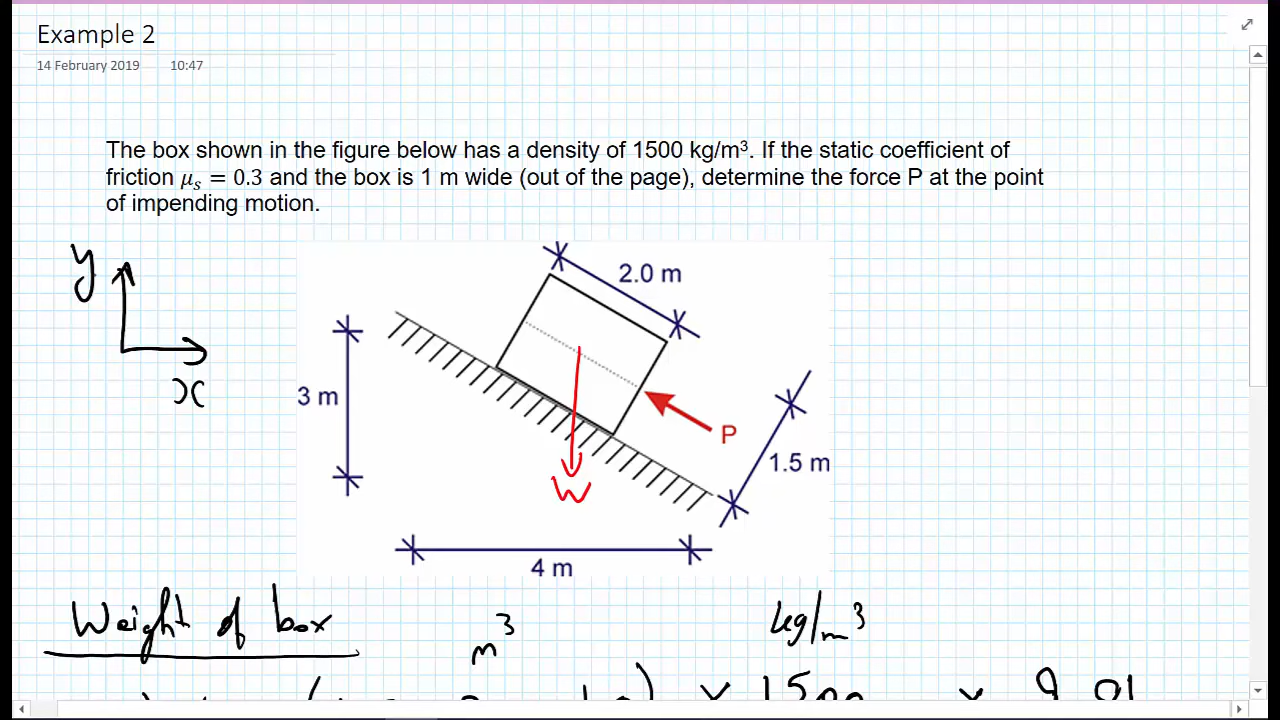 Example 2
14 February 2019 10:47
The box shown in the figure below has a density of 1500 kg/m³. If the static coefficient of
friction μₛ = 0.3 and the box is 1 m wide (out of the page), determine the force P at the point
of impending motion.
y
x
2.0 m
3 m
P
1.5 m
W
4 m
Weight of box
m³
kg/m³